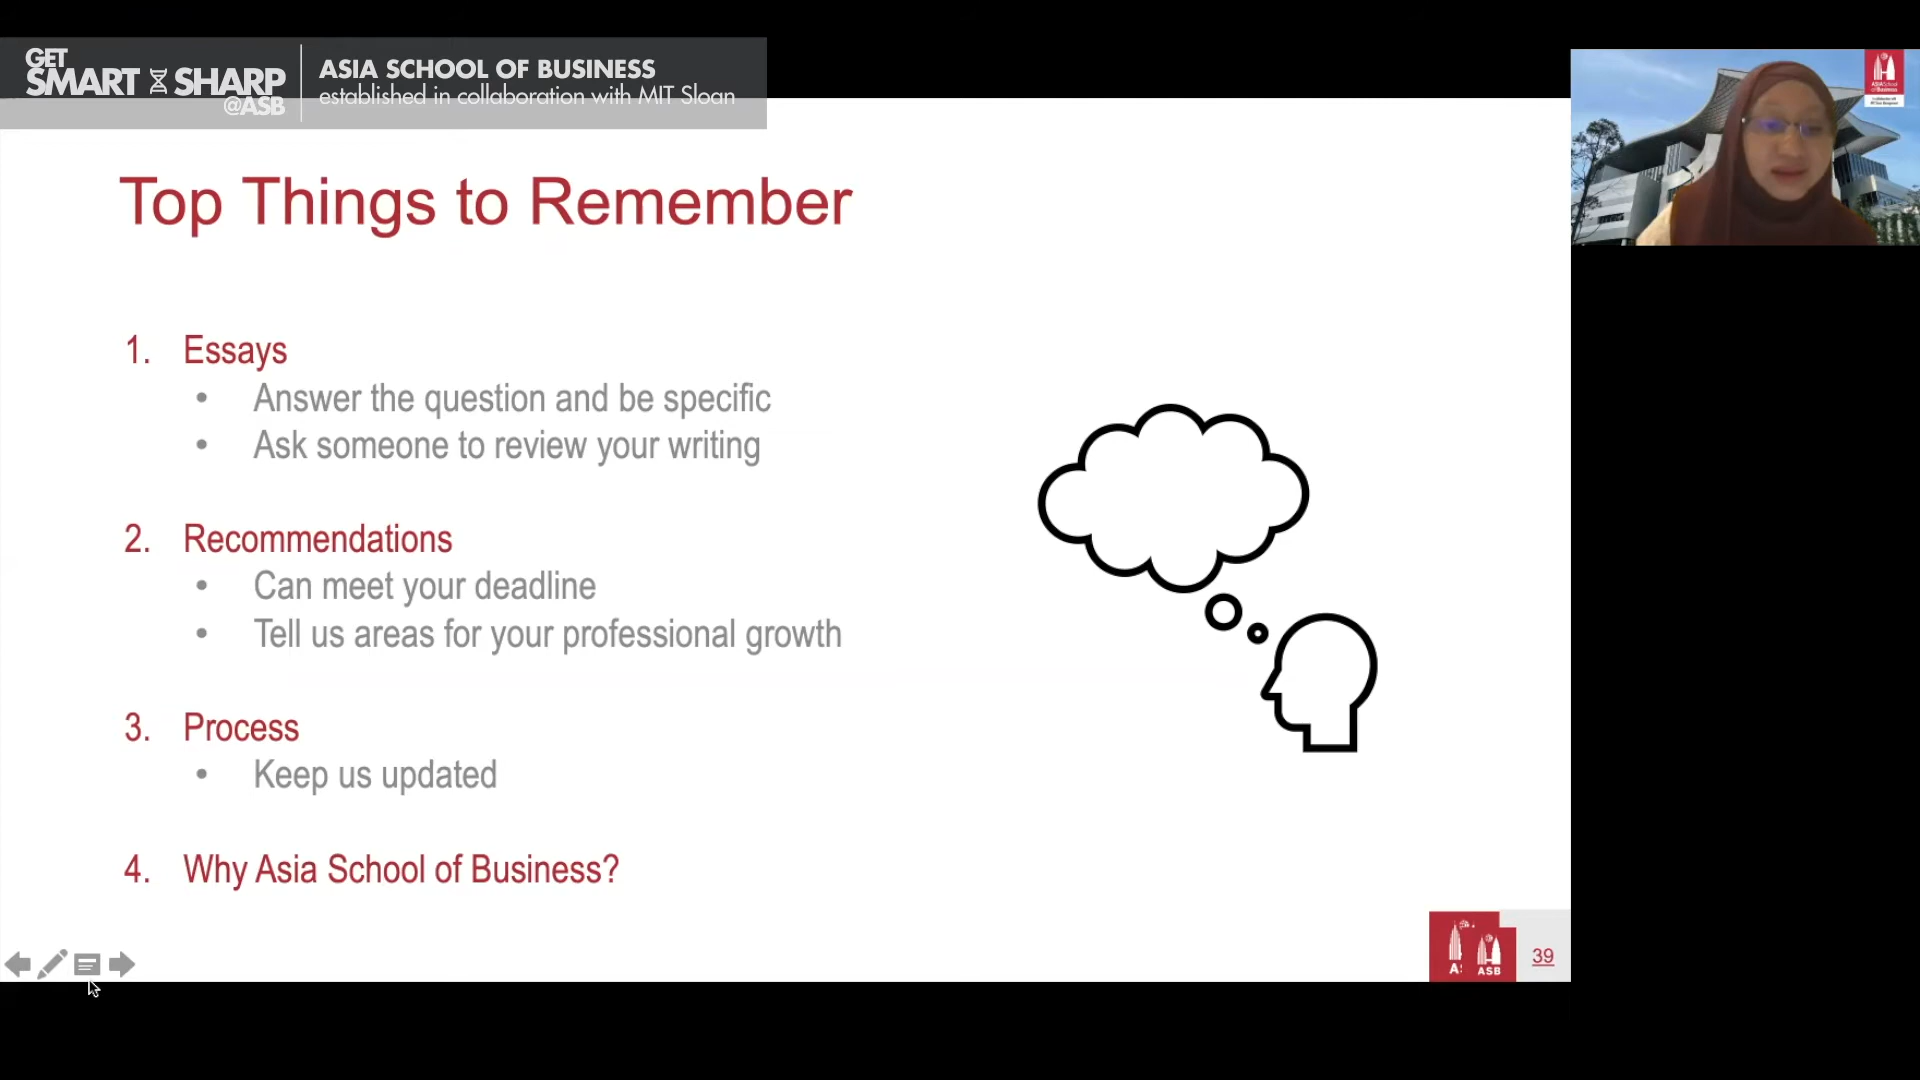 GET
SMART SHARP
@ASB
ASIA SCHOOL OF BUSINESS
established in collaboration with MIT Sloan
Top Things to Remember
1. Essays
• Answer the question and be specific
• Ask someone to review your writing
2. Recommendations
• Can meet your deadline
• Tell us areas for your professional growth
3. Process
• Keep us updated
4. Why Asia School of Business?
ASB
39